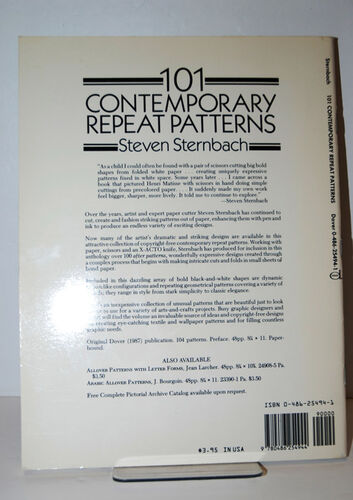 101
CONTEMPORARY
REPEAT PATTERNS
Steven Sternbach
"As a child I could often be found with a pair of scissors cutting big bold
shapes from folded white paper . . . creating uniquely expressive
patterns fixed in white space. Some years later . . . I came across a
book that pictured Henri Matisse with scissors in hand doing simple
cuttings from precolored paper. . . . It suddenly made my own work
feel bigger, sharper, more lively. It told me to continue to explore."
—Steven Sternbach
Over the years, artist and expert paper cutter Steven Sternbach has continued to
cut, create and fashion striking patterns out of paper, enhancing them with pen and
ink to produce an endless variety of exciting designs.
Now many of the artist's dramatic and striking designs are available in this
attractive collection of copyright-free contemporary repeat patterns. Working with
paper, scissors and an X-ACTO knife, Sternbach has produced for inclusion in this
anthology over 100 after patterns, wonderfully expressive designs created through
a complex process that begins with making intricate cuts and folds in small sheets of
bond paper.
Included in this dazzling array of bold black-and-white shapes are dynamic
configurations and repeating geometrical patterns covering a variety of
they range in style from stark simplicity to classic elegance.
an inexpensive collection of unusual patterns that are beautiful just to look
to use for a variety of arts-and-crafts projects. Busy graphic designers and
will find the volume an invaluable source of ideas and copyright-free designs
creating eye-catching textile and wallpaper patterns and for filling countless
graphic needs.
Original Dover (1987) publication. 104 patterns. Preface. 48pp. 8¼ × 11. Paper-
bound.
ALSO AVAILABLE
ALLOVER PATTERNS WITH LETTER FORMS, Jean Larcher. 48pp. 8¼ × 10¾. 24908-5 Pa.
$3.50
ARABIC ALLOVER PATTERNS, J. Bourgoin. 48pp. 8¼ × 11. 23390-1 Pa. $3.50
Free Complete Pictorial Archive Catalog available upon request.
$3.95 IN USA
ISBN 0-486-25494-1
90000
9 780486 254944
Sternbach
101 CONTEMPORARY REPEAT PATTERNS
Dover 0-486-25494-1